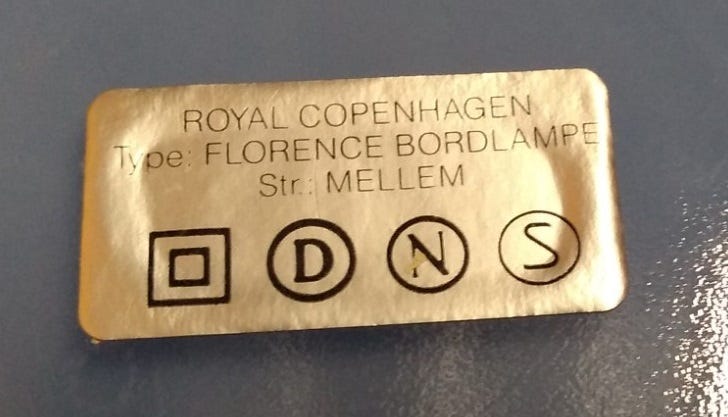 ROYAL COPENHAGEN
Type: FLORENCE BORDLAMPE
Str.: MELLEM
D N S